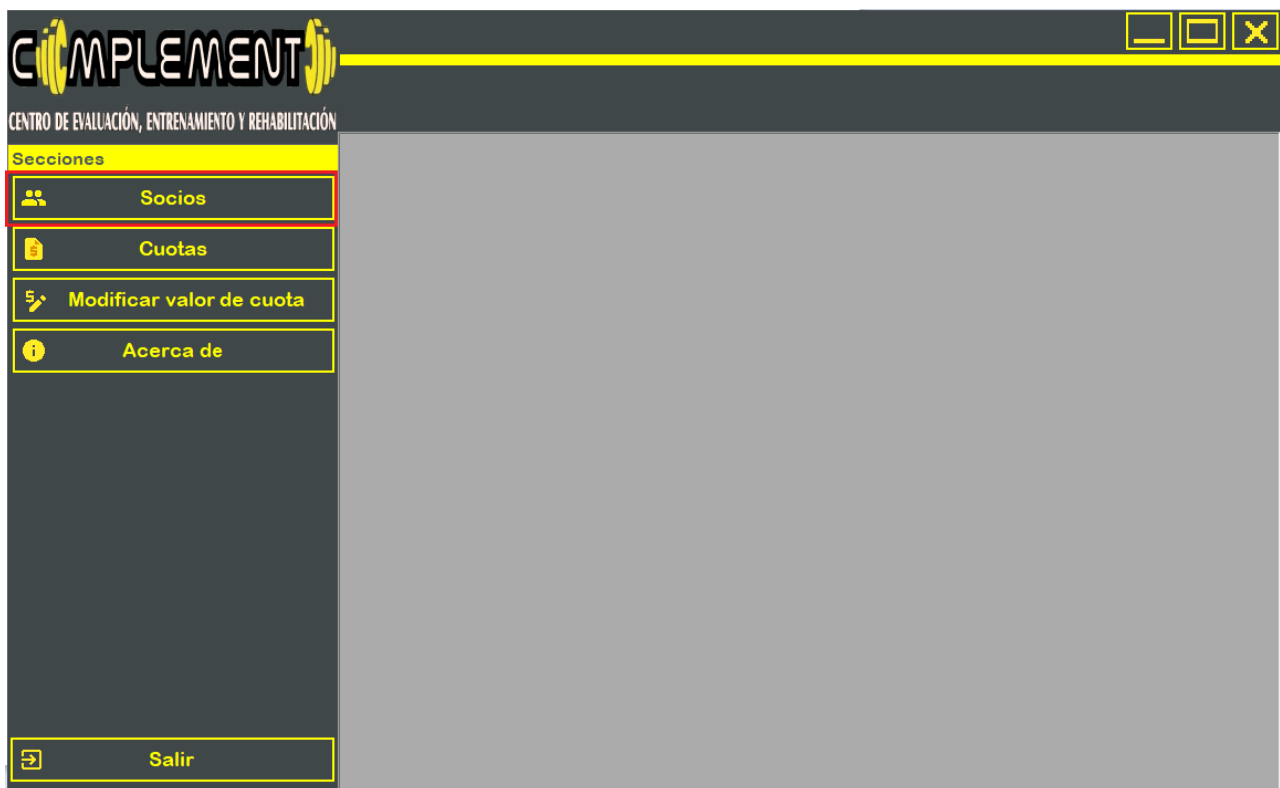 COMPLEMENTO
CENTRO DE EVALUACIÓN, ENTRENAMIENTO Y REHABILITACIÓN
Secciones
Socios
Cuotas
Modificar valor de cuota
Acerca de
Salir